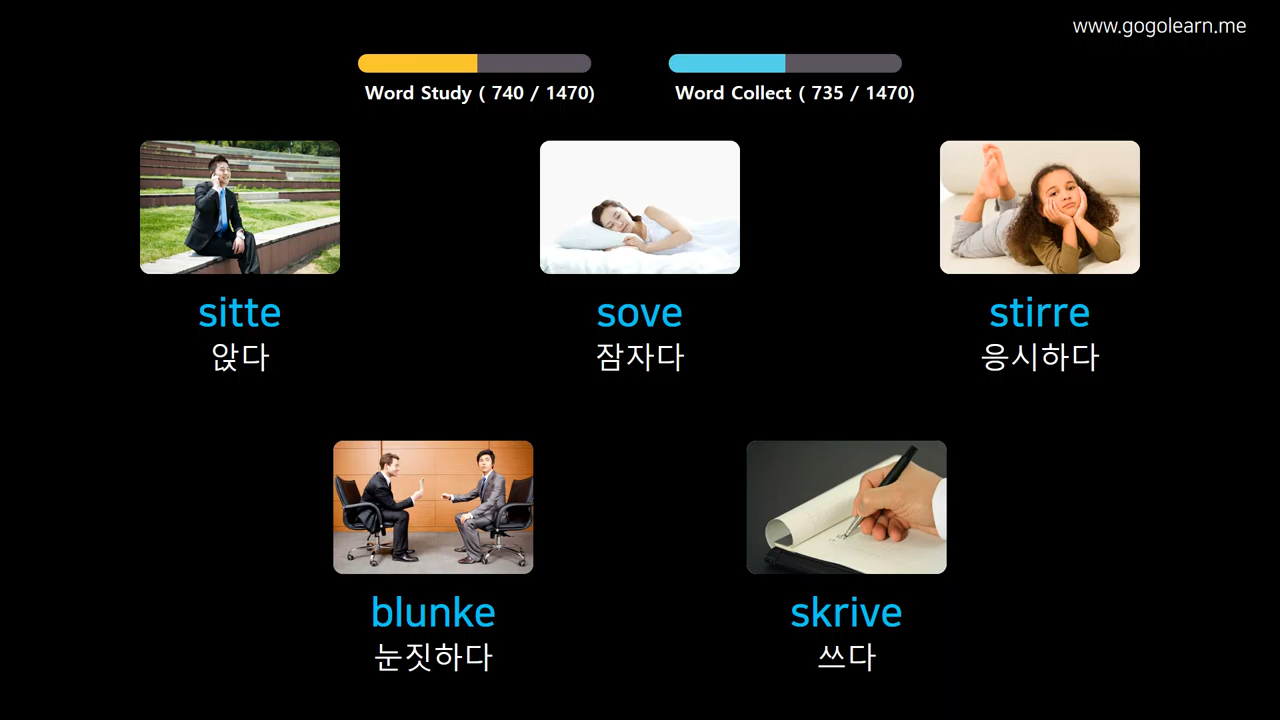 www.gogolearn.me
Word Study ( 740 / 1470)
Word Collect ( 735 / 1470)
sitte
앉다
sove
잠자다
stirre
응시하다
blunke
눈짓하다
skrive
쓰다